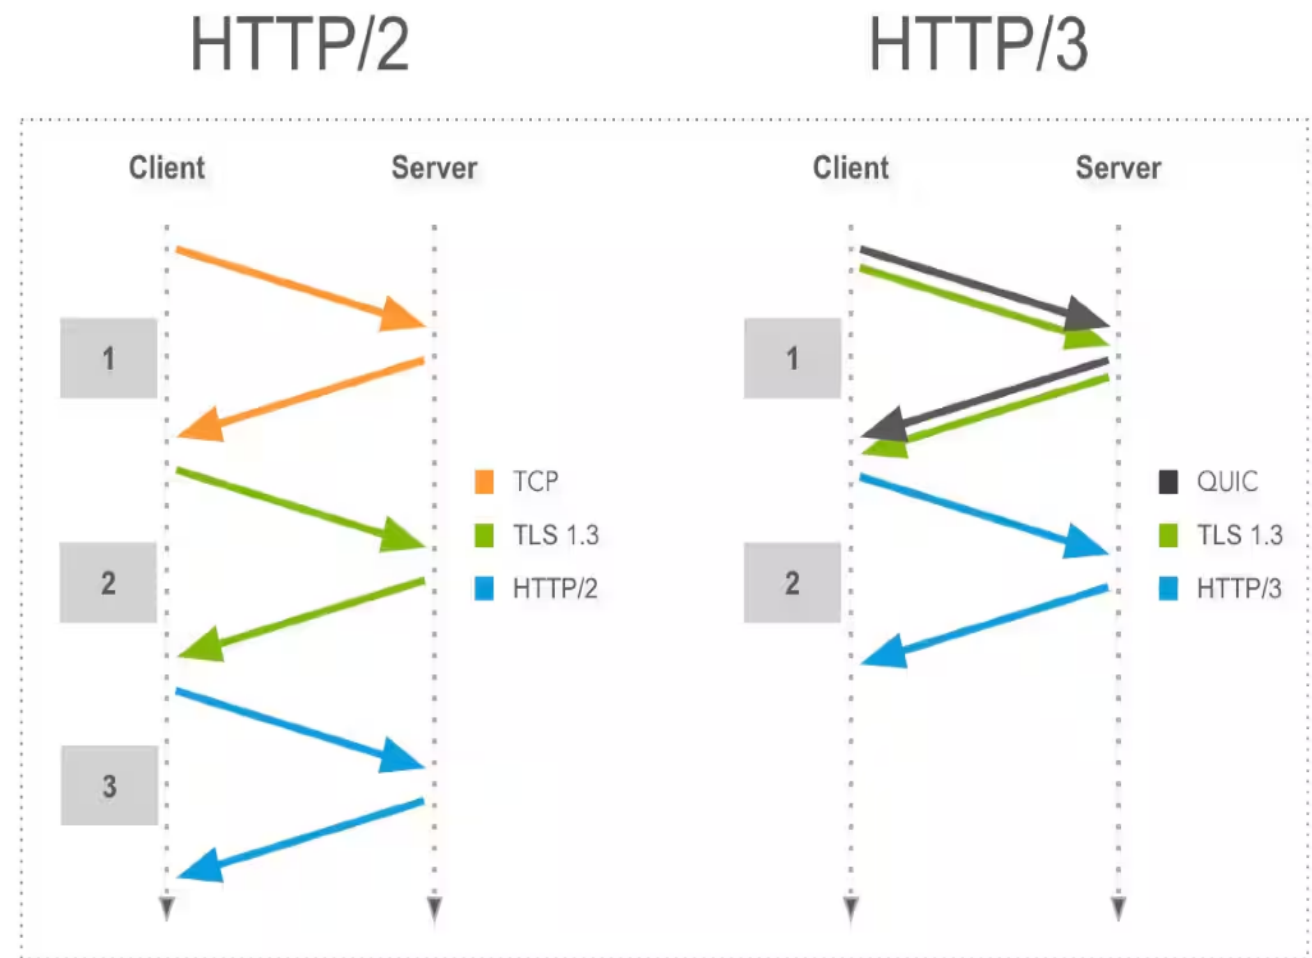 HTTP/2
HTTP/3
Client
Server
Client
Server
1
1
TCP
TLS 1.3
HTTP/2
QUIC
TLS 1.3
HTTP/3
2
2
3